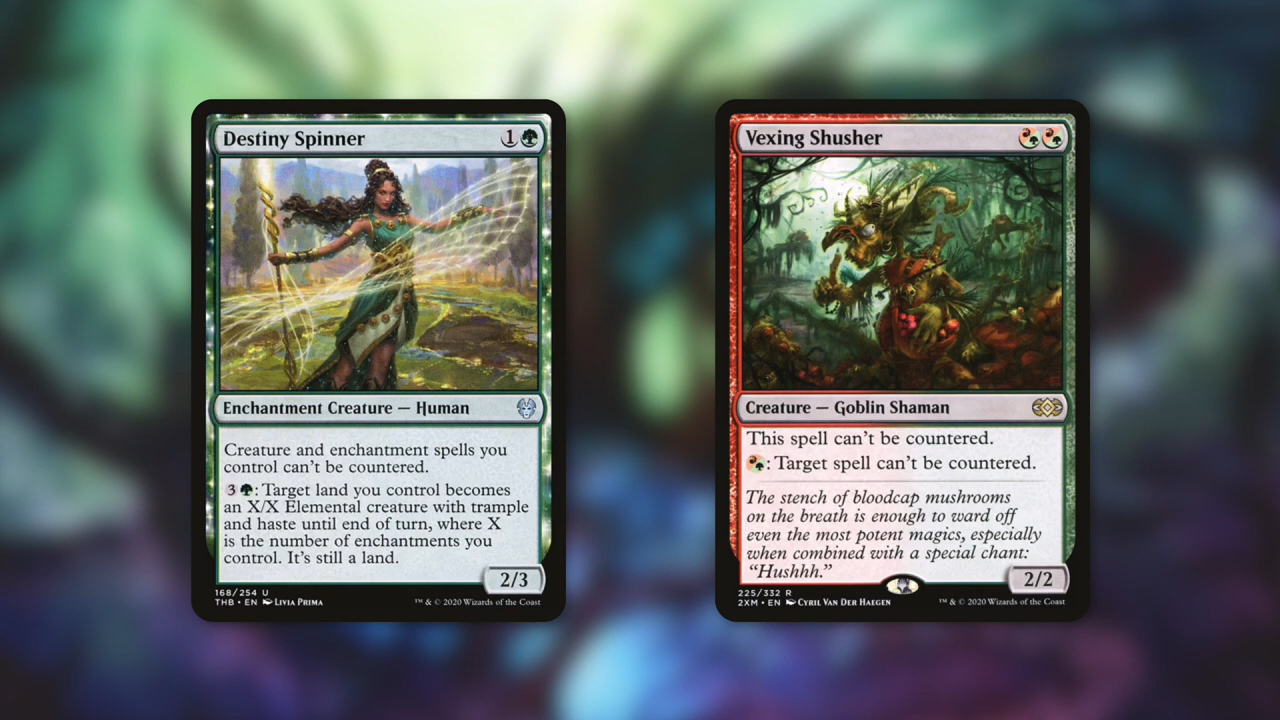 Destiny Spinner 1
Enchantment Creature — Human
Creature and enchantment spells you
control can't be countered.
3 : Target land you control becomes
an X/X Elemental creature with trample
and haste until end of turn, where X
is the number of enchantments you
control. It's still a land.
2/3
168/254 U
THB • EN Livia Prima
™ & © 2020 Wizards of the Coast
Vexing Shusher
Creature — Goblin Shaman
This spell can't be countered.
: Target spell can't be countered.
The stench of bloodcap mushrooms
on the breath is enough to ward off
even the most potent magics, especially
when combined with a special chant:
"Hushhh."
2/2
225/332 R
2XM • EN Cyril Van Der Haegen
™ & © 2020 Wizards of the Coast